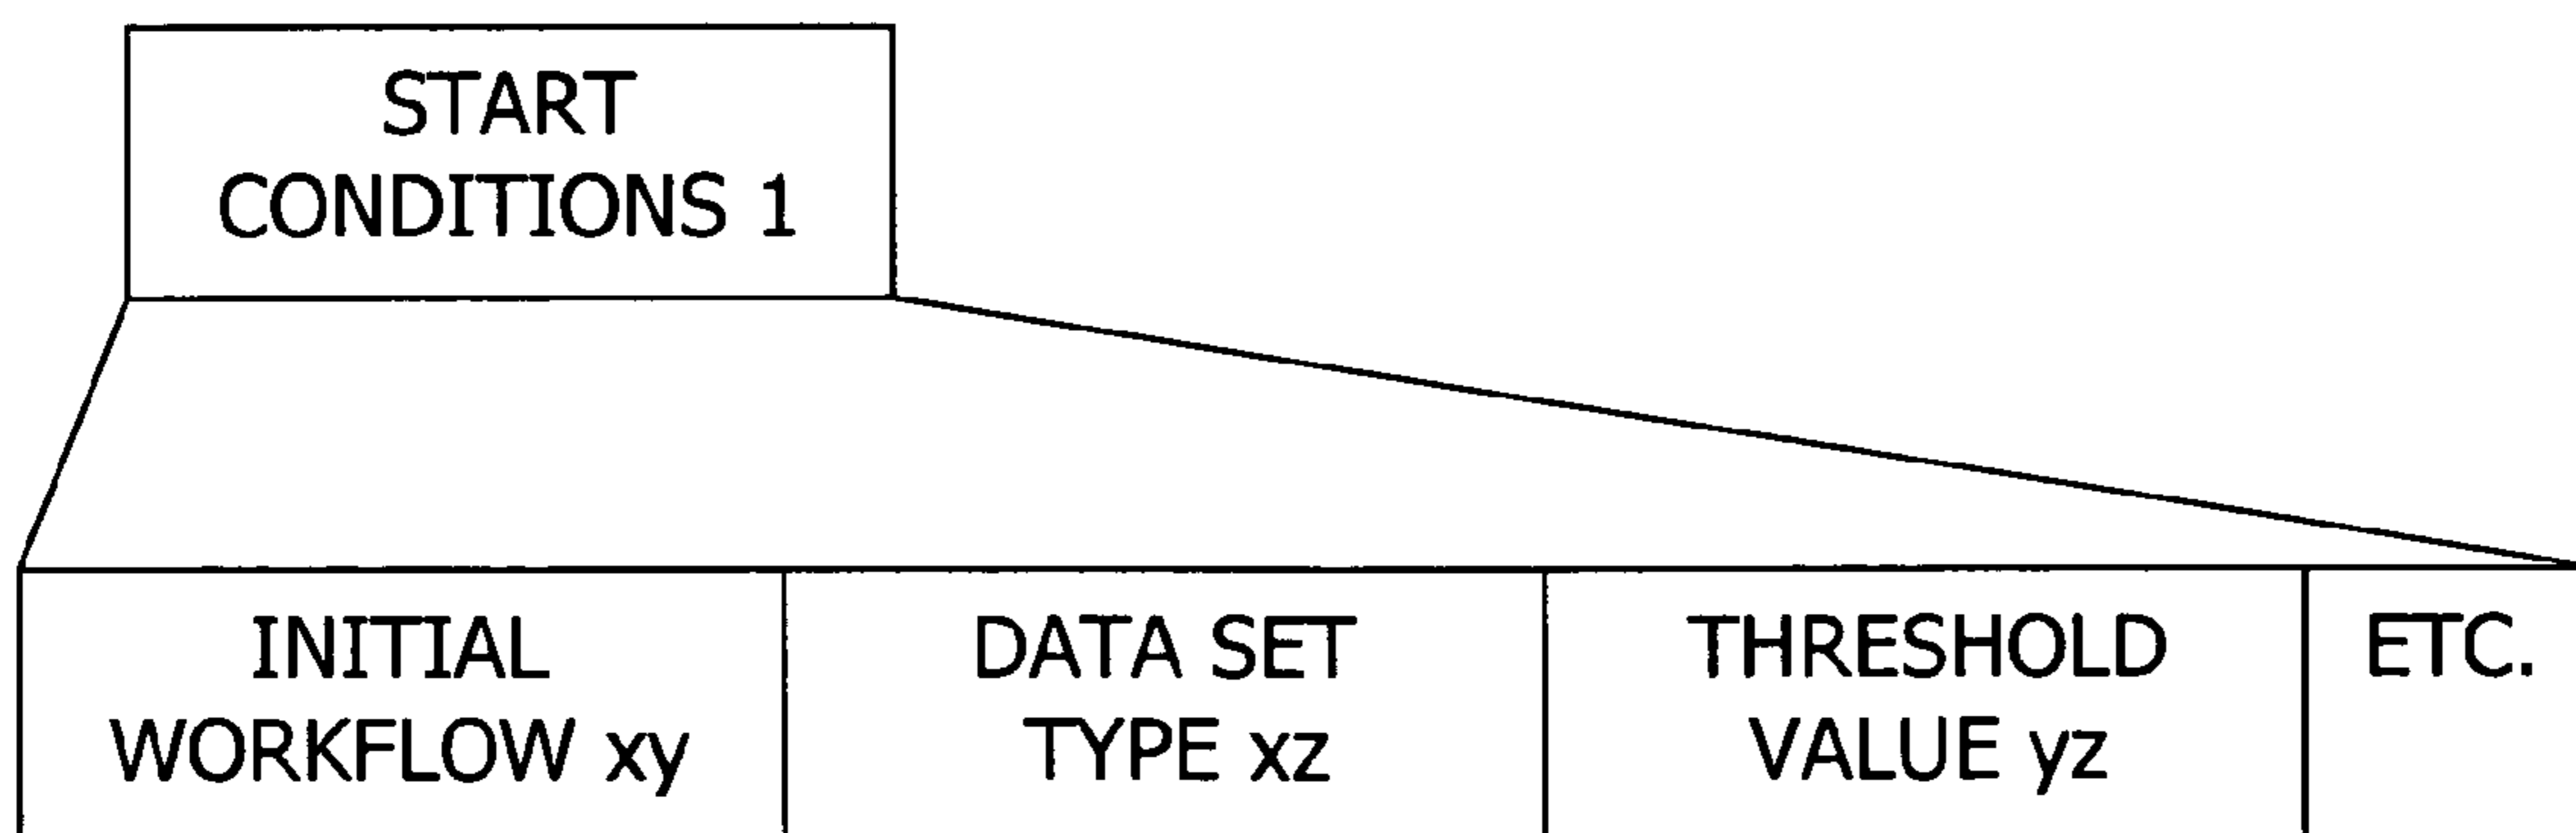 START
CONDITIONS 1
INITIAL
WORKFLOW xy
DATA SET
TYPE xz
THRESHOLD
VALUE yz
ETC.